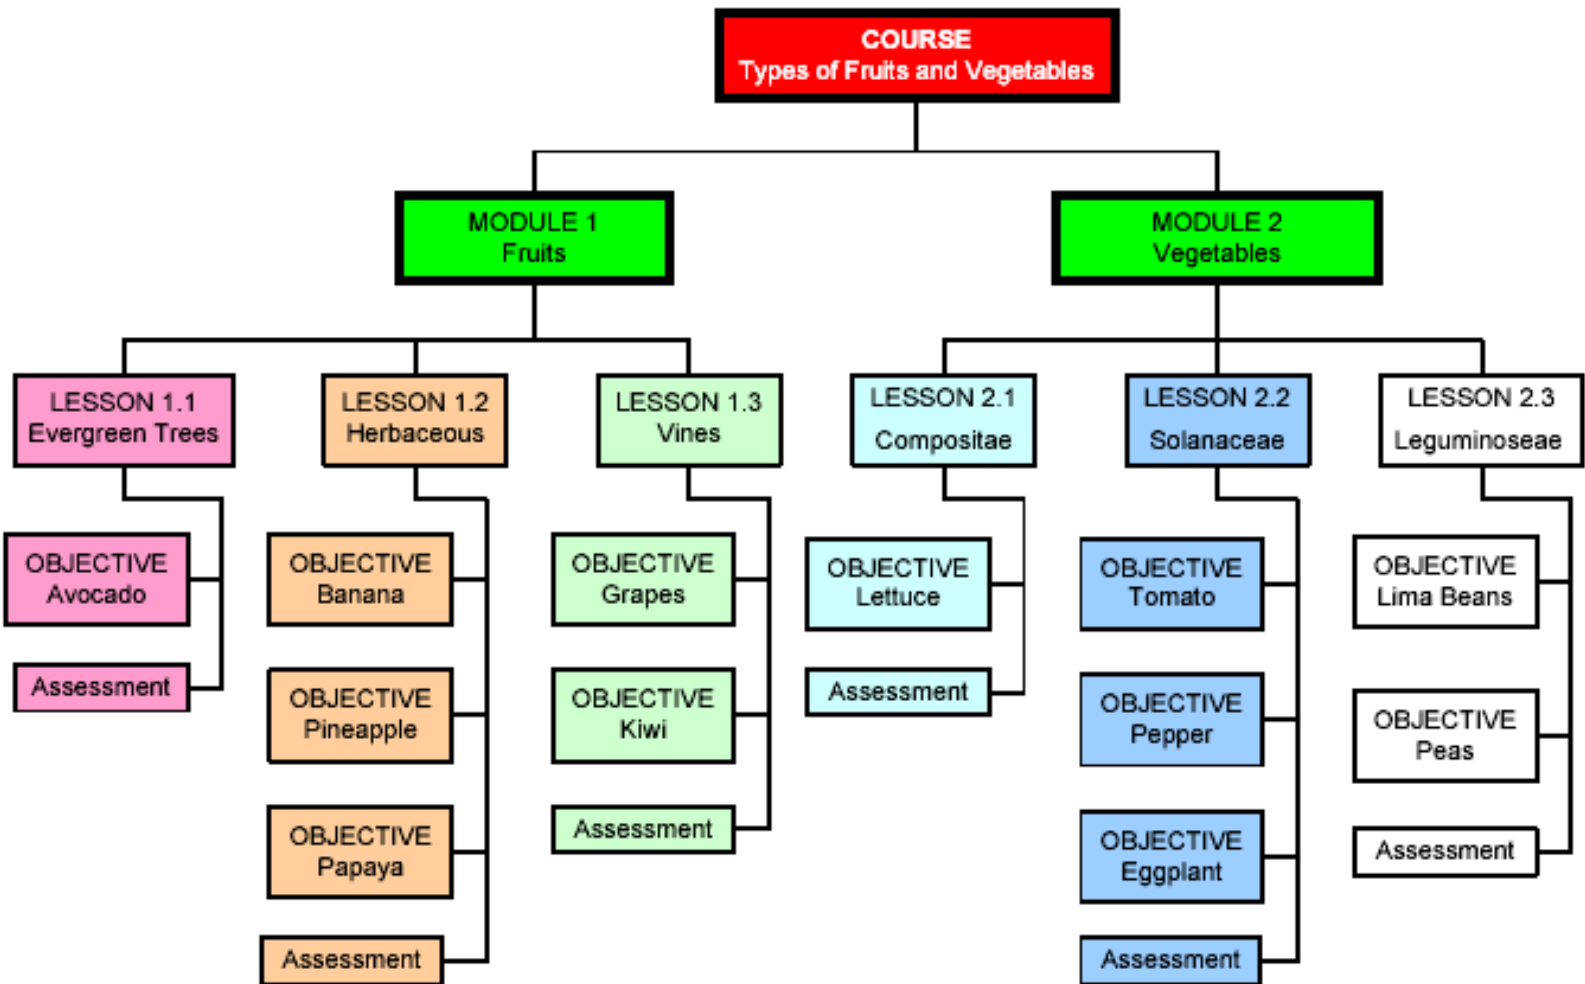 COURSE
Types of Fruits and Vegetables
MODULE 1
Fruits
MODULE 2
Vegetables
LESSON 1.1
Evergreen Trees
LESSON 1.2
Herbaceous
LESSON 1.3
Vines
LESSON 2.1
Compositae
LESSON 2.2
Solanaceae
LESSON 2.3
Leguminoseae
OBJECTIVE
Avocado
Assessment
OBJECTIVE
Banana
OBJECTIVE
Pineapple
OBJECTIVE
Papaya
Assessment
OBJECTIVE
Grapes
OBJECTIVE
Kiwi
Assessment
OBJECTIVE
Lettuce
Assessment
OBJECTIVE
Tomato
OBJECTIVE
Pepper
OBJECTIVE
Eggplant
Assessment
OBJECTIVE
Lima Beans
OBJECTIVE
Peas
Assessment